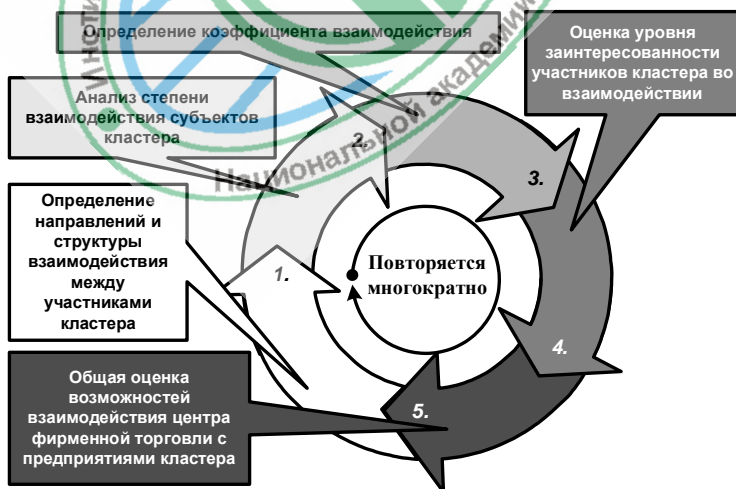 Определение коэффициента взаимодействия
Оценка уровня
заинтересованности
участников кластера во
взаимодействии
Анализ степени
взаимодействия субъектов
кластера
Определение
направлений и
структуры
взаимодействия
между
участниками
кластера
Общая оценка
возможностей
взаимодействия центра
фирменной торговли с
предприятиями кластера
1.
2.
3.
4.
5.
Повторяется
многократно
Национальной